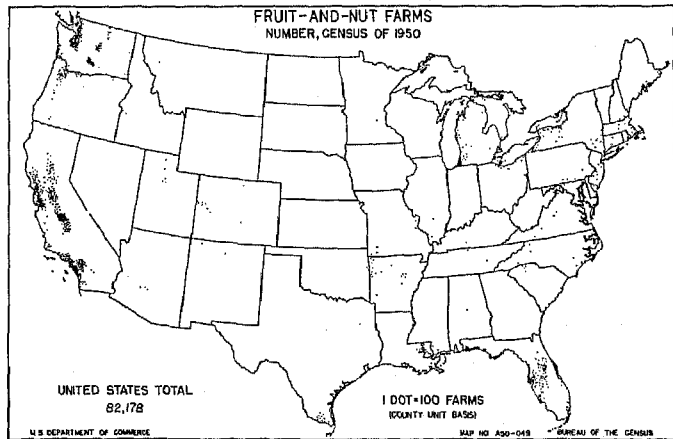 FRUIT-AND-NUT FARMS
NUMBER, CENSUS OF 1950
UNITED STATES TOTAL
82,178
1 DOT=100 FARMS
(COUNTY UNIT BASIS)
U.S. DEPARTMENT OF COMMERCE
MAP NO. A50-049
BUREAU OF THE CENSUS